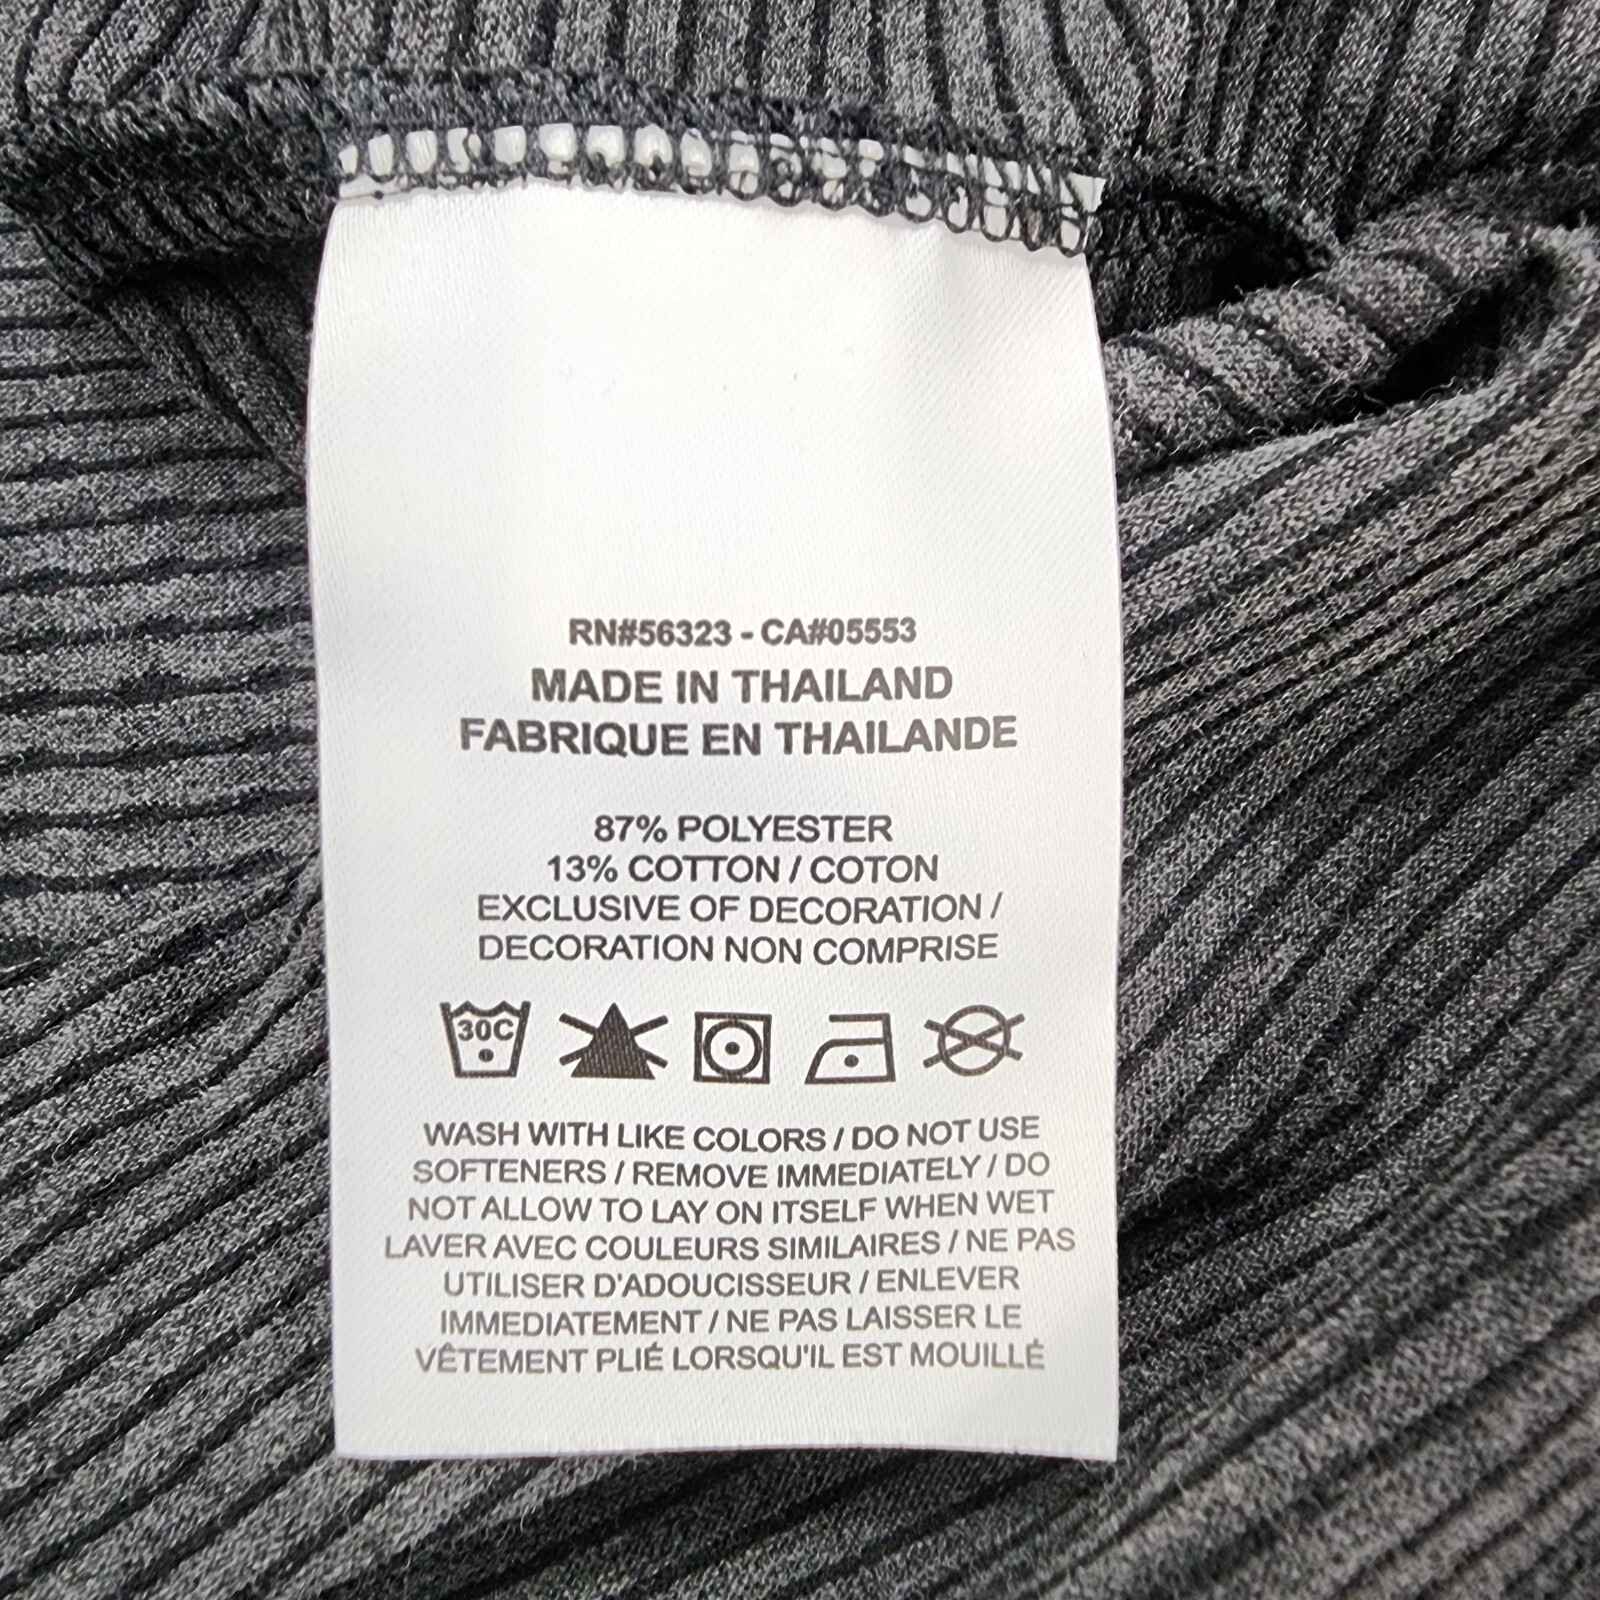 RN#56323 - CA#05553
MADE IN THAILAND
FABRIQUE EN THAILANDE
87% POLYESTER
13% COTTON / COTON
EXCLUSIVE OF DECORATION /
DECORATION NON COMPRISE
30C
WASH WITH LIKE COLORS / DO NOT USE
SOFTENERS / REMOVE IMMEDIATELY / DO
NOT ALLOW TO LAY ON ITSELF WHEN WET
LAVER AVEC COULEURS SIMILAIRES / NE PAS
UTILISER D'ADOUCISSEUR / ENLEVER
IMMEDIATEMENT / NE PAS LAISSER LE
VÊTEMENT PLIÉ LORSQU'IL EST MOUILLÉ